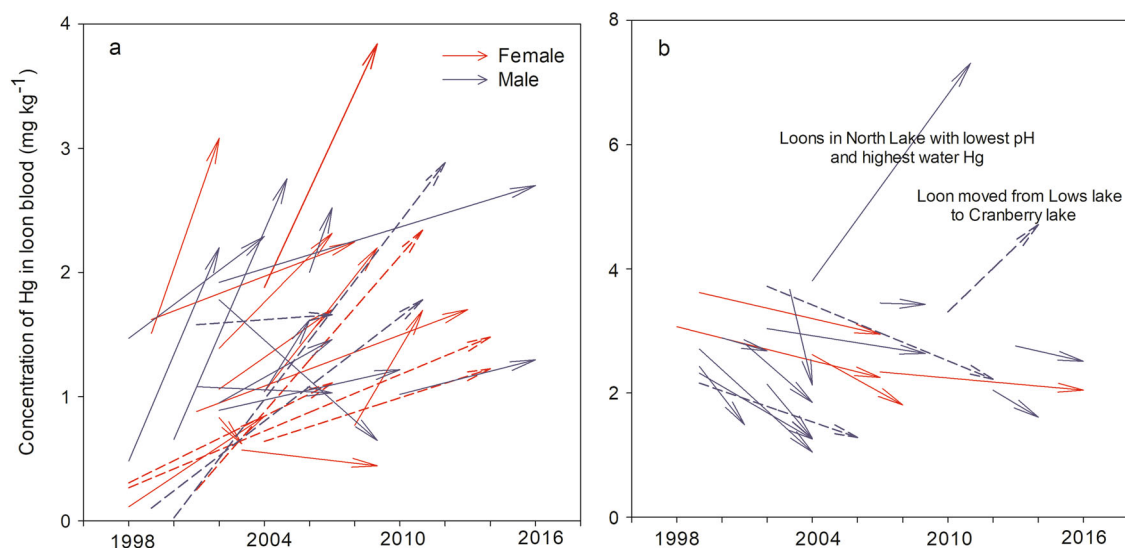 Concentration of Hg in loon blood (mg kg⁻¹)
4
3
2
1
0
a
Female
Male
1998
2004
2010
2016
8
6
4
2
0
b
Loons in North Lake with lowest pH
and highest water Hg
Loon moved from Lows lake
to Cranberry lake
1998
2004
2010
2016